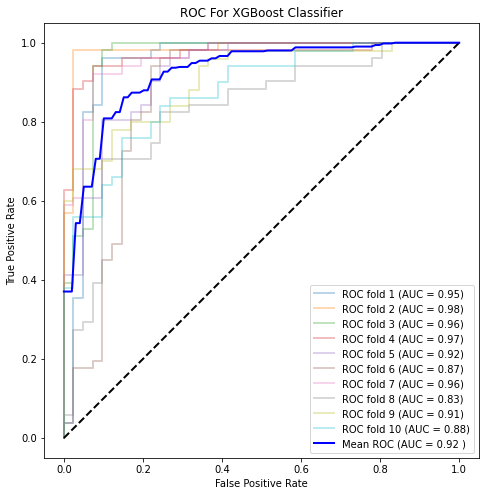 ROC For XGBoost Classifier
True Positive Rate
1.0
0.8
0.6
0.4
0.2
0.0
ROC fold 1 (AUC = 0.95)
ROC fold 2 (AUC = 0.98)
ROC fold 3 (AUC = 0.96)
ROC fold 4 (AUC = 0.97)
ROC fold 5 (AUC = 0.92)
ROC fold 6 (AUC = 0.87)
ROC fold 7 (AUC = 0.96)
ROC fold 8 (AUC = 0.83)
ROC fold 9 (AUC = 0.91)
ROC fold 10 (AUC = 0.88)
Mean ROC (AUC = 0.92 )
0.0 0.2 0.4 0.6 0.8 1.0
False Positive Rate